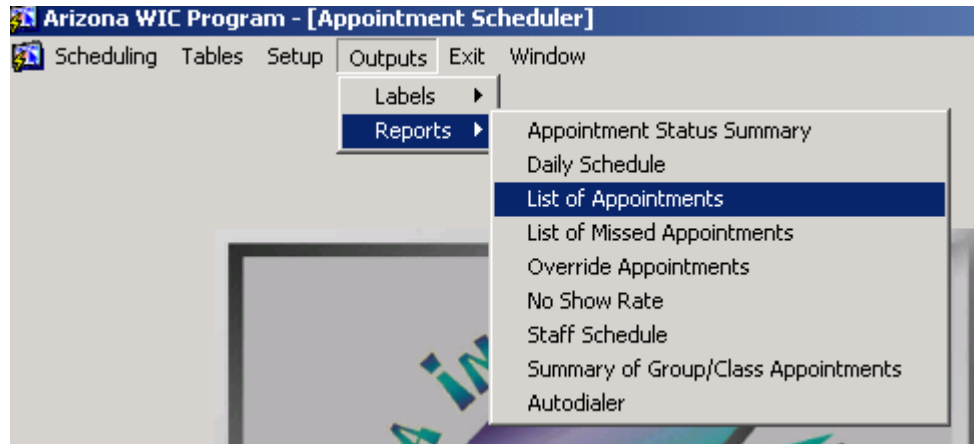 Arizona WIC Program - [Appointment Scheduler]
Scheduling Tables Setup Outputs Exit Window
Labels
Reports
Appointment Status Summary
Daily Schedule
List of Appointments
List of Missed Appointments
Override Appointments
No Show Rate
Staff Schedule
Summary of Group/Class Appointments
Autodialer